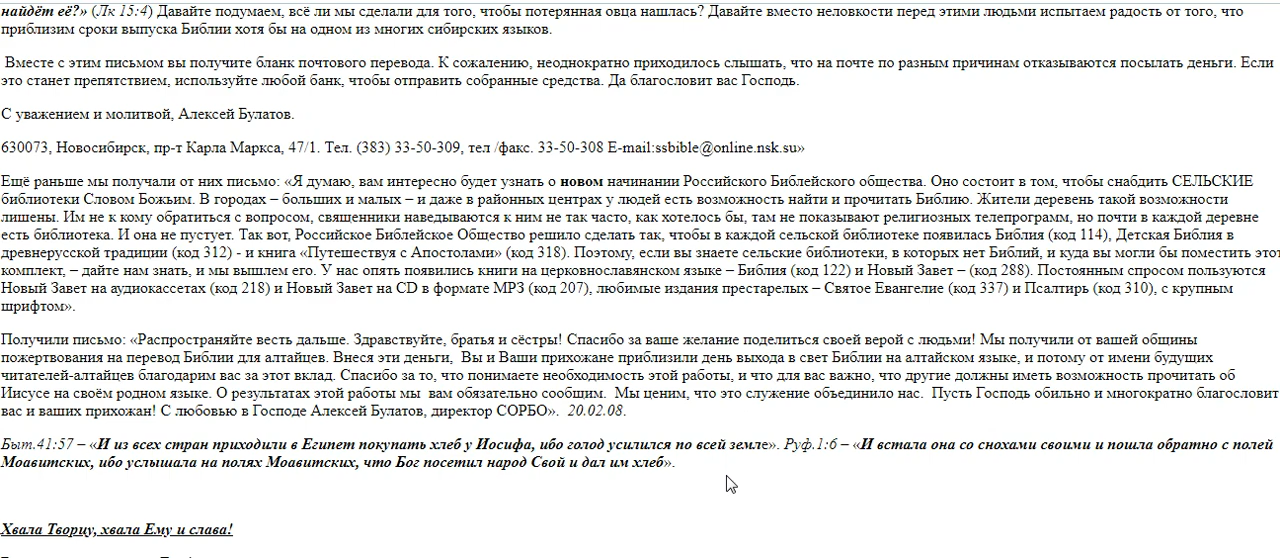 найдёт её?» (Лк 15:4) Давайте подумаем, всё ли мы сделали для того, чтобы потерянная овца нашлась? Давайте вместо неловкости перед этими людьми испытаем радость от того, что
приблизим сроки выпуска Библии хотя бы на одном из многих сибирских языков.
Вместе с этим письмом вы получите бланк почтового перевода. К сожалению, неоднократно приходилось слышать, что на почте по разным причинам отказываются посылать деньги. Если
это станет препятствием, используйте любой банк, чтобы отправить собранные средства. Да благословит вас Господь.
С уважением и молитвой, Алексей Булатов.
630073, Новосибирск, пр-т Карла Маркса, 47/1. Тел. (383) 33-50-309, тел /факс. 33-50-308 E-mail:ssbible@online.nsk.su»
Ещё раньше мы получали от них письмо: «Я думаю, вам интересно будет узнать о новом начинании Российского Библейского общества. Оно состоит в том, чтобы снабдить СЕЛЬСКИЕ
библиотеки Словом Божьим. В городах – больших и малых – и даже в районных центрах у людей есть возможность найти и прочитать Библию. Жители деревень такой возможности
лишены. Им не к кому обратиться с вопросом, священники наведываются к ним не так часто, как хотелось бы, там не показывают религиозных телепрограмм, но почти в каждой деревне
есть библиотека. И она не пустует. Так вот, Российское Библейское Общество решило сделать так, чтобы в каждой сельской библиотеке появилась Библия (код 114), Детская Библия в
древнерусской традиции (код 312) - и книга «Путешествуя с Апостолами» (код 318). Поэтому, если вы знаете сельские библиотеки, в которых нет Библий, и куда вы могли бы поместить этот
комплект, – дайте нам знать, и мы вышлем его. У нас опять появились книги на церковнославянском языке – Библия (код 122) и Новый Завет – (код 288). Постоянным спросом пользуются
Новый Завет на аудиокассетах (код 218) и Новый Завет на CD в формате МРЗ (код 207), любимые издания престарелых – Святое Евангелие (код 337) и Псалтирь (код 310), с крупным
шрифтом».
Получили письмо: «Распространяйте весть дальше. Здравствуйте, братья и сёстры! Спасибо за ваше желание поделиться своей верой с людьми! Мы получили от вашей общины
пожертвования на перевод Библии для алтайцев. Внеся эти деньги, Вы и Ваши прихожане приблизили день выхода в свет Библии на алтайском языке, и потому от имени будущих
читателей-алтайцев благодарим вас за этот вклад. Спасибо за то, что понимаете необходимость этой работы, и что для вас важно, что другие должны иметь возможность прочитать об
Иисусе на своём родном языке. О результатах этой работы мы вам обязательно сообщим. Мы ценим, что это служение объединило нас. Пусть Господь обильно и многократно благословит
вас и ваших прихожан! С любовью в Господе Алексей Булатов, директор СОРБО». 20.02.08.
Быт.41:57 – «И из всех стран приходили в Египет покупать хлеб у Иосифа, ибо голод усилился по всей земле». Руф.1:6 – «И встала она со снохами своими и пошла обратно с полей
Моавитских, ибо услышала на полях Моавитских, что Бог посетил народ Свой и дал им хлеб».
Хвала Творцу, хвала Ему и слава!